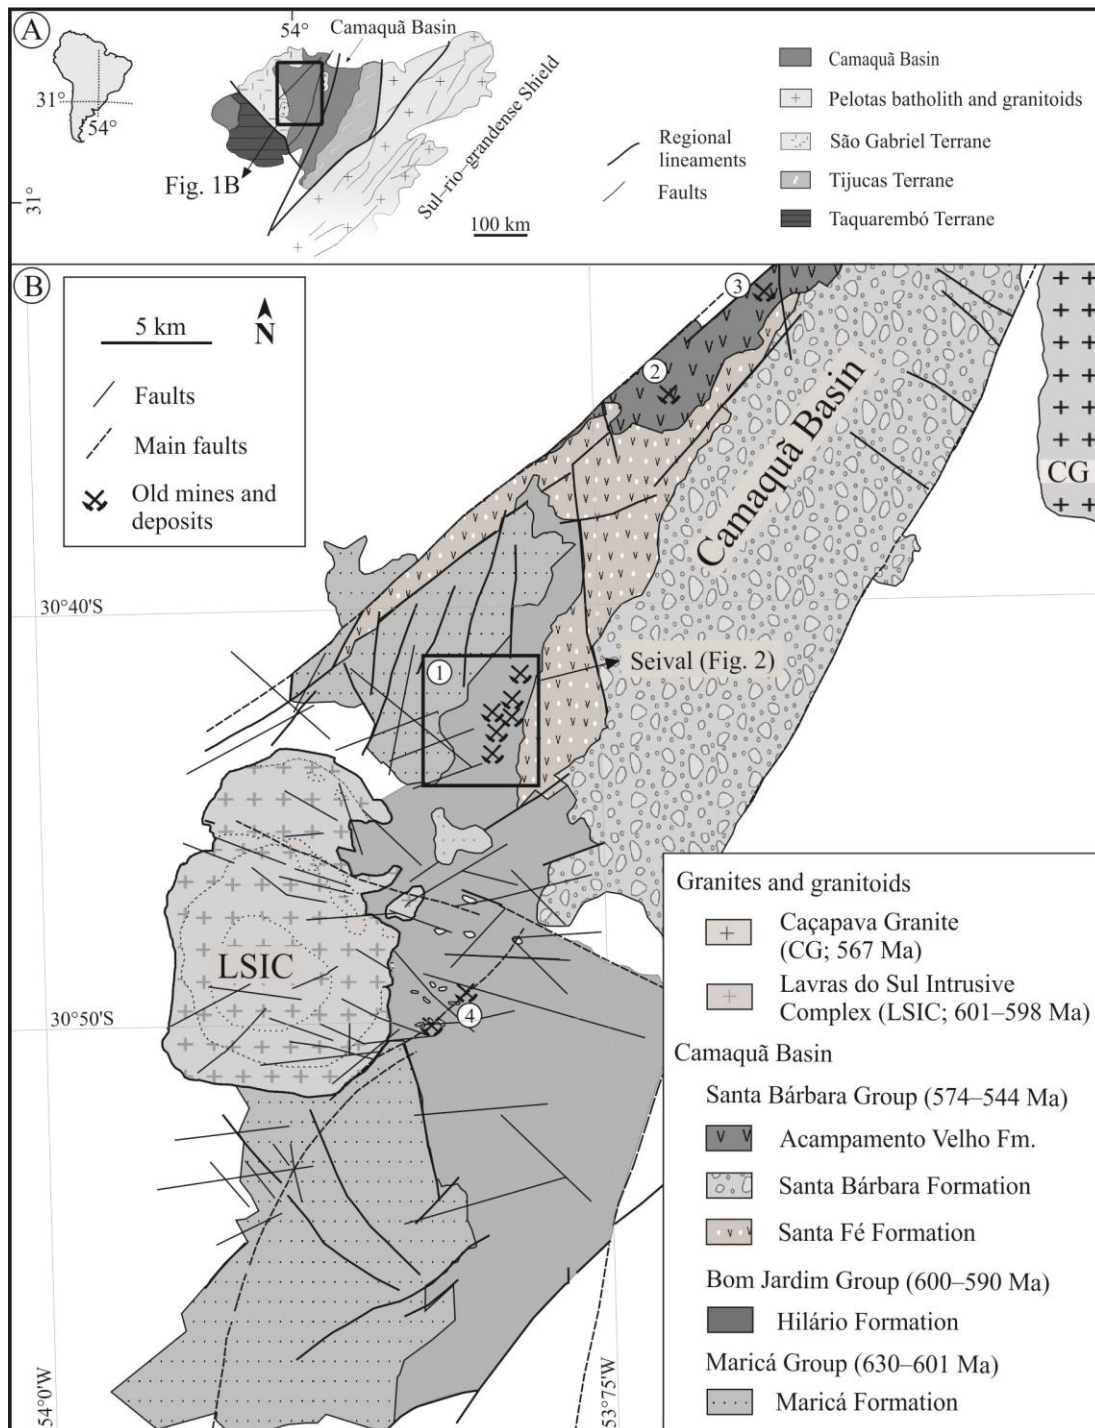 A
54°
Camaquã Basin
31°
54°
Fig. 1B
31°
Sul-rio-grandense Shield
100 km
Regional
lineaments
Faults
Camaquã Basin
Pelotas batholith and granitoids
São Gabriel Terrane
Tijucas Terrane
Taquarembó Terrane
B
5 km
N
Faults
Main faults
Old mines and
deposits
3
2
Camaquã Basin
CG
30°40'S
1
Seival (Fig. 2)
LSIC
30°50'S
4
54°0'W
53°75'W
Granites and granitoids
Caçapava Granite
(CG; 567 Ma)
Lavras do Sul Intrusive
Complex (LSIC; 601–598 Ma)
Camaquã Basin
Santa Bárbara Group (574–544 Ma)
Acampamento Velho Fm.
Santa Bárbara Formation
Santa Fé Formation
Bom Jardim Group (600–590 Ma)
Hilário Formation
Maricá Group (630–601 Ma)
Maricá Formation